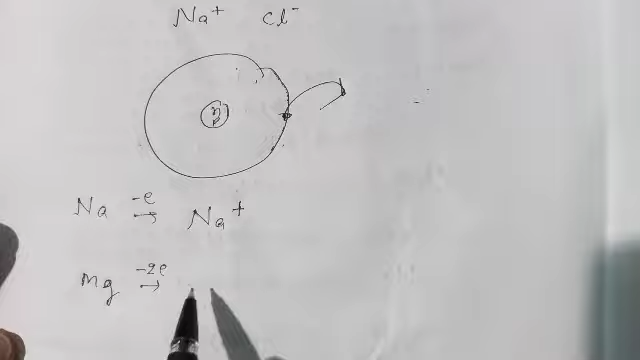 Na⁺ Cl⁻
Na -e → Na⁺
Mg -2e →